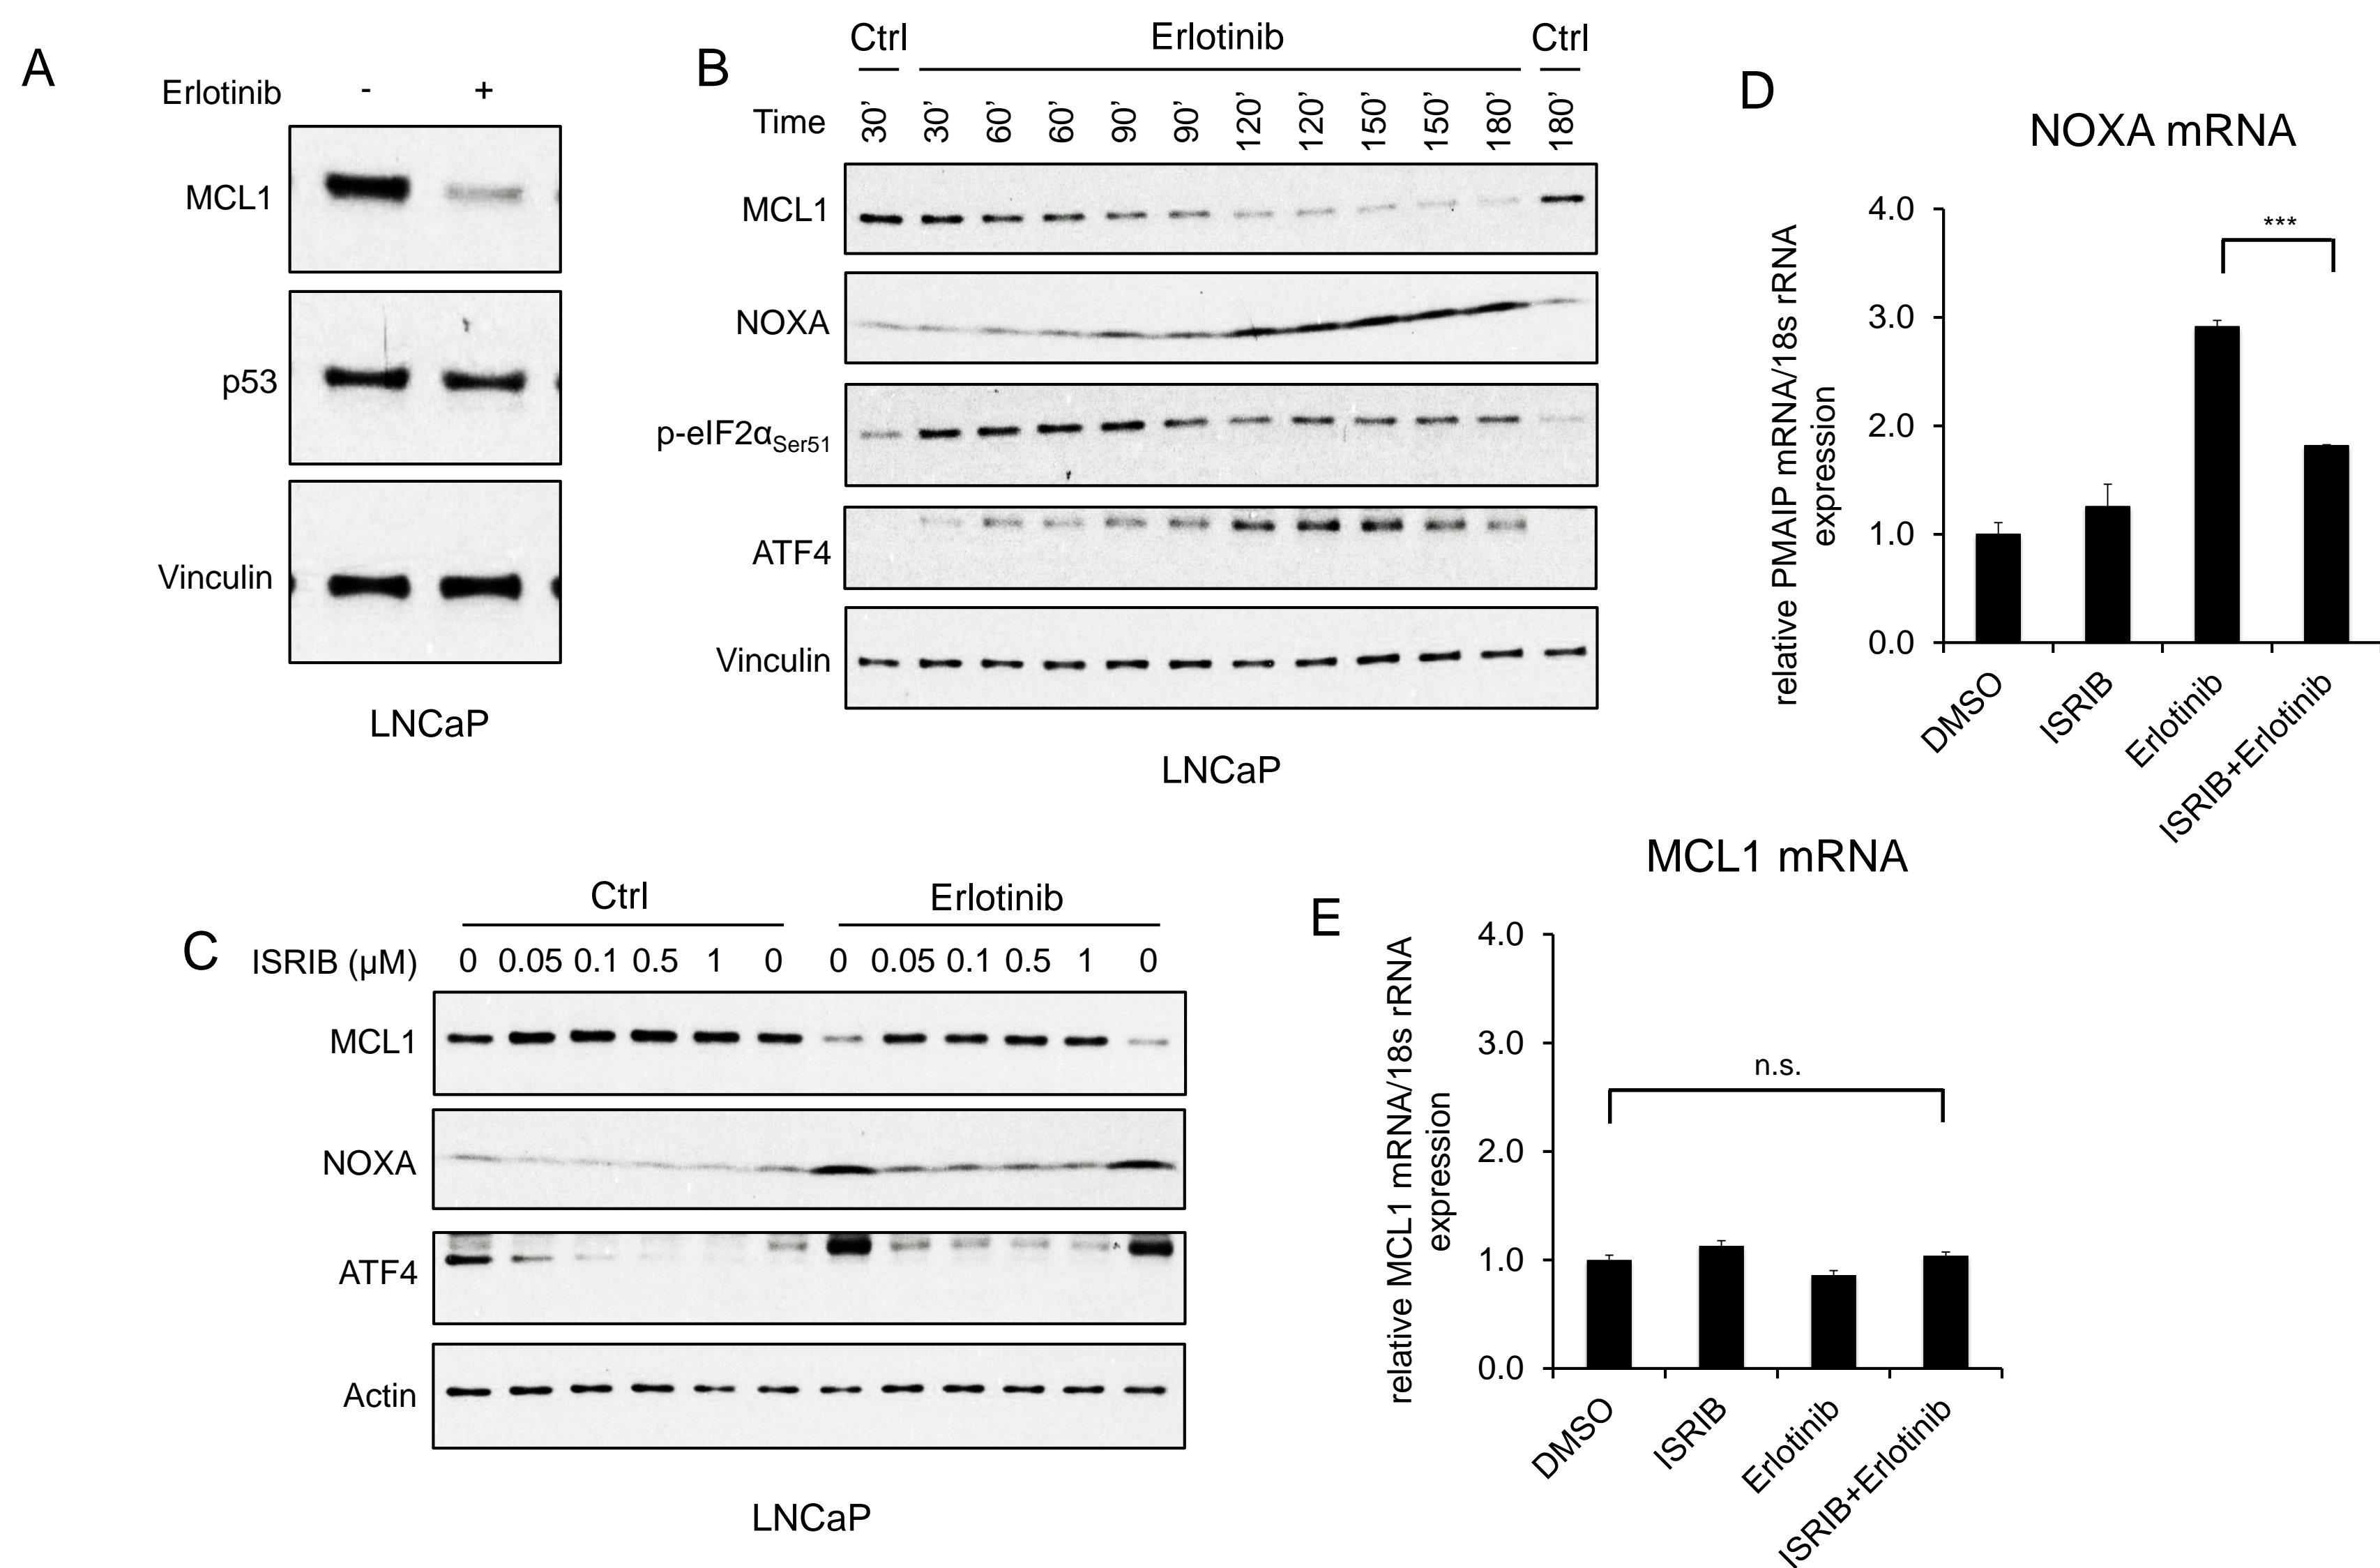 A
Erlotinib - +
MCL1
p53
Vinculin
LNCaP
B
Ctrl Erlotinib Ctrl
Time 30’ 30’ 60’ 60’ 90’ 90’ 120’ 120’ 150’ 150’ 180’ 180’
MCL1
NOXA
p-eIF2αSer51
ATF4
Vinculin
LNCaP
C
Ctrl Erlotinib
ISRIB (μM) 0 0.05 0.1 0.5 1 0 0 0.05 0.1 0.5 1 0
MCL1
NOXA
ATF4
Actin
LNCaP
D
NOXA mRNA
relative PMAIP mRNA/18s rRNA
expression
4.0
3.0
2.0
1.0
0.0
***
DMSO
ISRIB
Erlotinib
ISRIB+Erlotinib
E
MCL1 mRNA
relative MCL1 mRNA/18s rRNA
expression
4.0
3.0
2.0
1.0
0.0
n.s.
DMSO
ISRIB
Erlotinib
ISRIB+Erlotinib